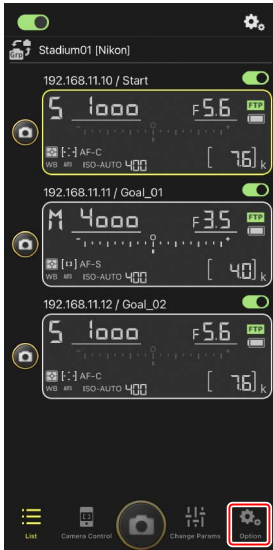 Grp Stadium01 [Nikon]
192.168.11.10 / Start
S 1000 F5.6 FTP
AF-C
WB ISO-AUTO 400 [ 7.6] k
192.168.11.11 / Goal_01
M 4000 F3.5 FTP
AF-S
WB ISO-AUTO 400 [ 4.0] k
192.168.11.12 / Goal_02
S 1000 F5.6 FTP
AF-C
WB ISO-AUTO 400 [ 7.6] k
List Camera Control Change Params Option